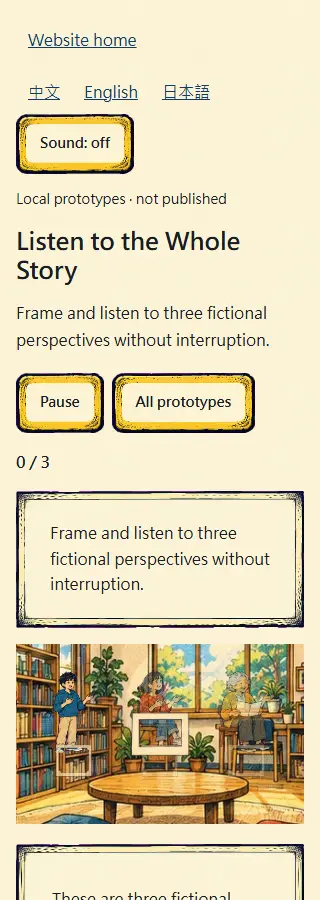 Website home
中文 English 日本語
Sound: off
Local prototypes · not published
Listen to the Whole
Story
Frame and listen to three fictional
perspectives without interruption.
Pause All prototypes
0 / 3
Frame and listen to three
fictional perspectives without
interruption.
These are three fictional